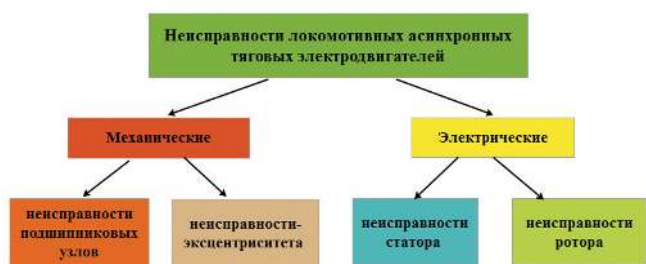 Неисправности локомотивных асинхронных
тяговых электродвигателей
Механические
Электрические
неисправности
подшипниковых
узлов
неисправности-
эксцентриситета
неисправности
статора
неисправности
ротора